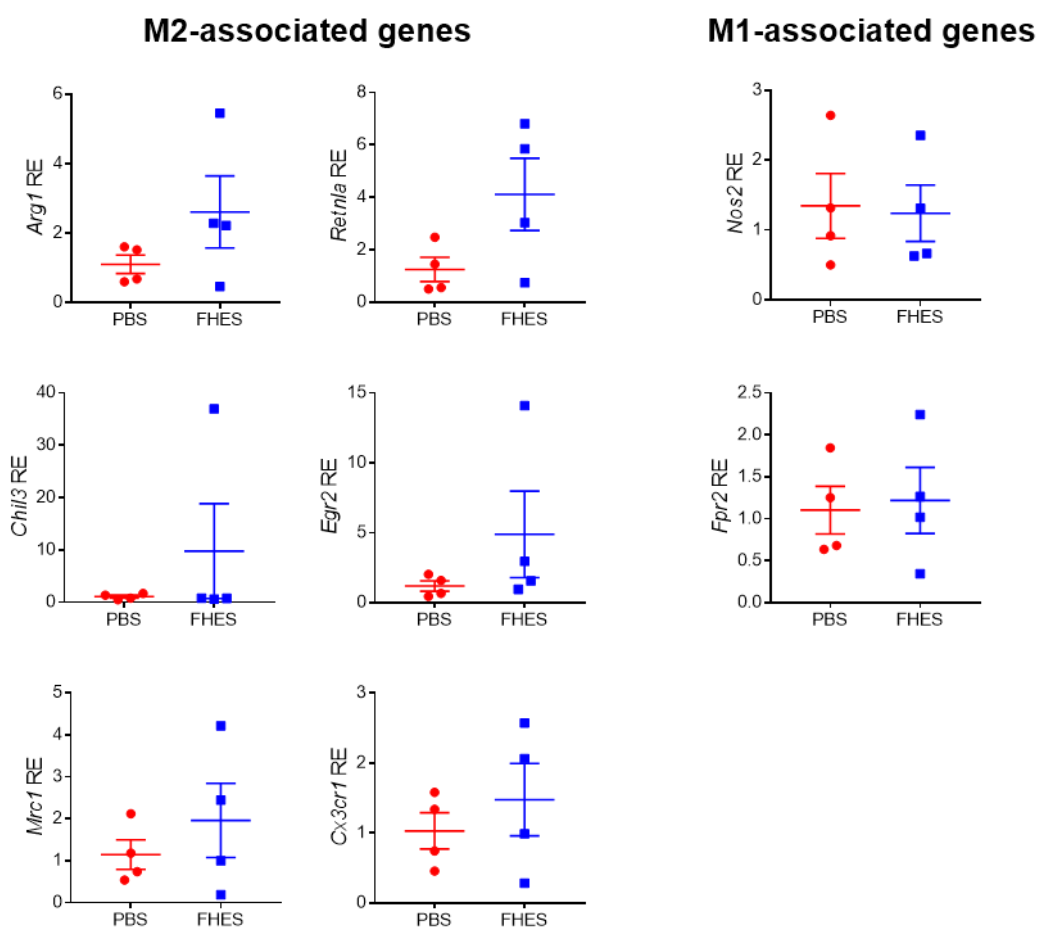 M2-associated genes
M1-associated genes
6
4
2
0
Arg1 RE
PBS
FHES
8
6
4
2
0
Retnla RE
PBS
FHES
3
2
1
0
Nos2 RE
PBS
FHES
40
30
20
10
0
Chil3 RE
PBS
FHES
15
10
5
0
Egr2 RE
PBS
FHES
2.5
2.0
1.5
1.0
0.5
0.0
Fpr2 RE
PBS
FHES
5
4
3
2
1
0
Mrc1 RE
PBS
FHES
3
2
1
0
Cx3cr1 RE
PBS
FHES